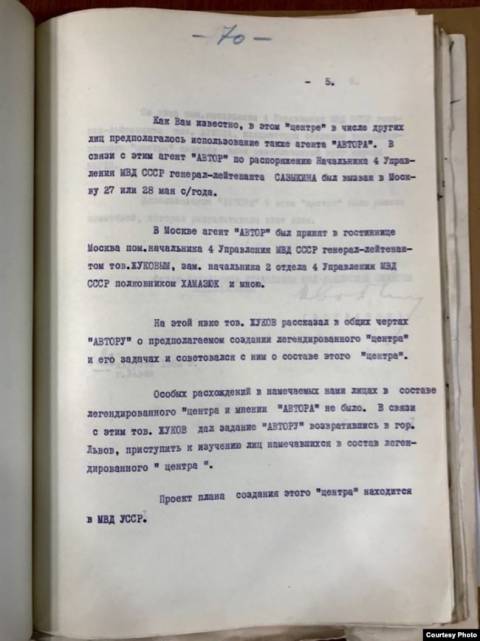 - 70 -
- 5.
Как Вам известно, в этом "центре" в числе других
лиц предполагалось использование также агента "АВТОРА". В
связи с этим агент "АВТОР" по распоряжению Начальника 4 Управ-
ления МВД СССР генерал-лейтенанта САЗЫКИНА был вызван в Моск-
ву 27 или 28 мая с/года.
В Москве агент "АВТОР" был принят в гостиннице
Москва пом.начальника 4 Управления МВД СССР генерал-лейтенан-
том тов.ЖУКОВЫМ, зам. начальника 2 отдела 4 Управления МВД
СССР полковником ХАМАЗЮК и мною.
На этой явке тов. ЖУКОВ рассказал в общих чертах
"АВТОРУ" о предполагаемом создании легендированного "центра"
и его задачах и советовался с ним о составе этого "центра".
Особых расхождений в намечаемых нами лицах в составе
легендированного "центра и мнении "АВТОРА" не было. В связи
с этим тов. ЖУКОВ дал задание "АВТОРУ" возвратившись в гор.
Львов, приступить к изучению лиц намечавшихся в состав леген-
дированного " центра ".
Проект плана создания этого "центра" находится
в МВД УССР.
Courtesy Photo